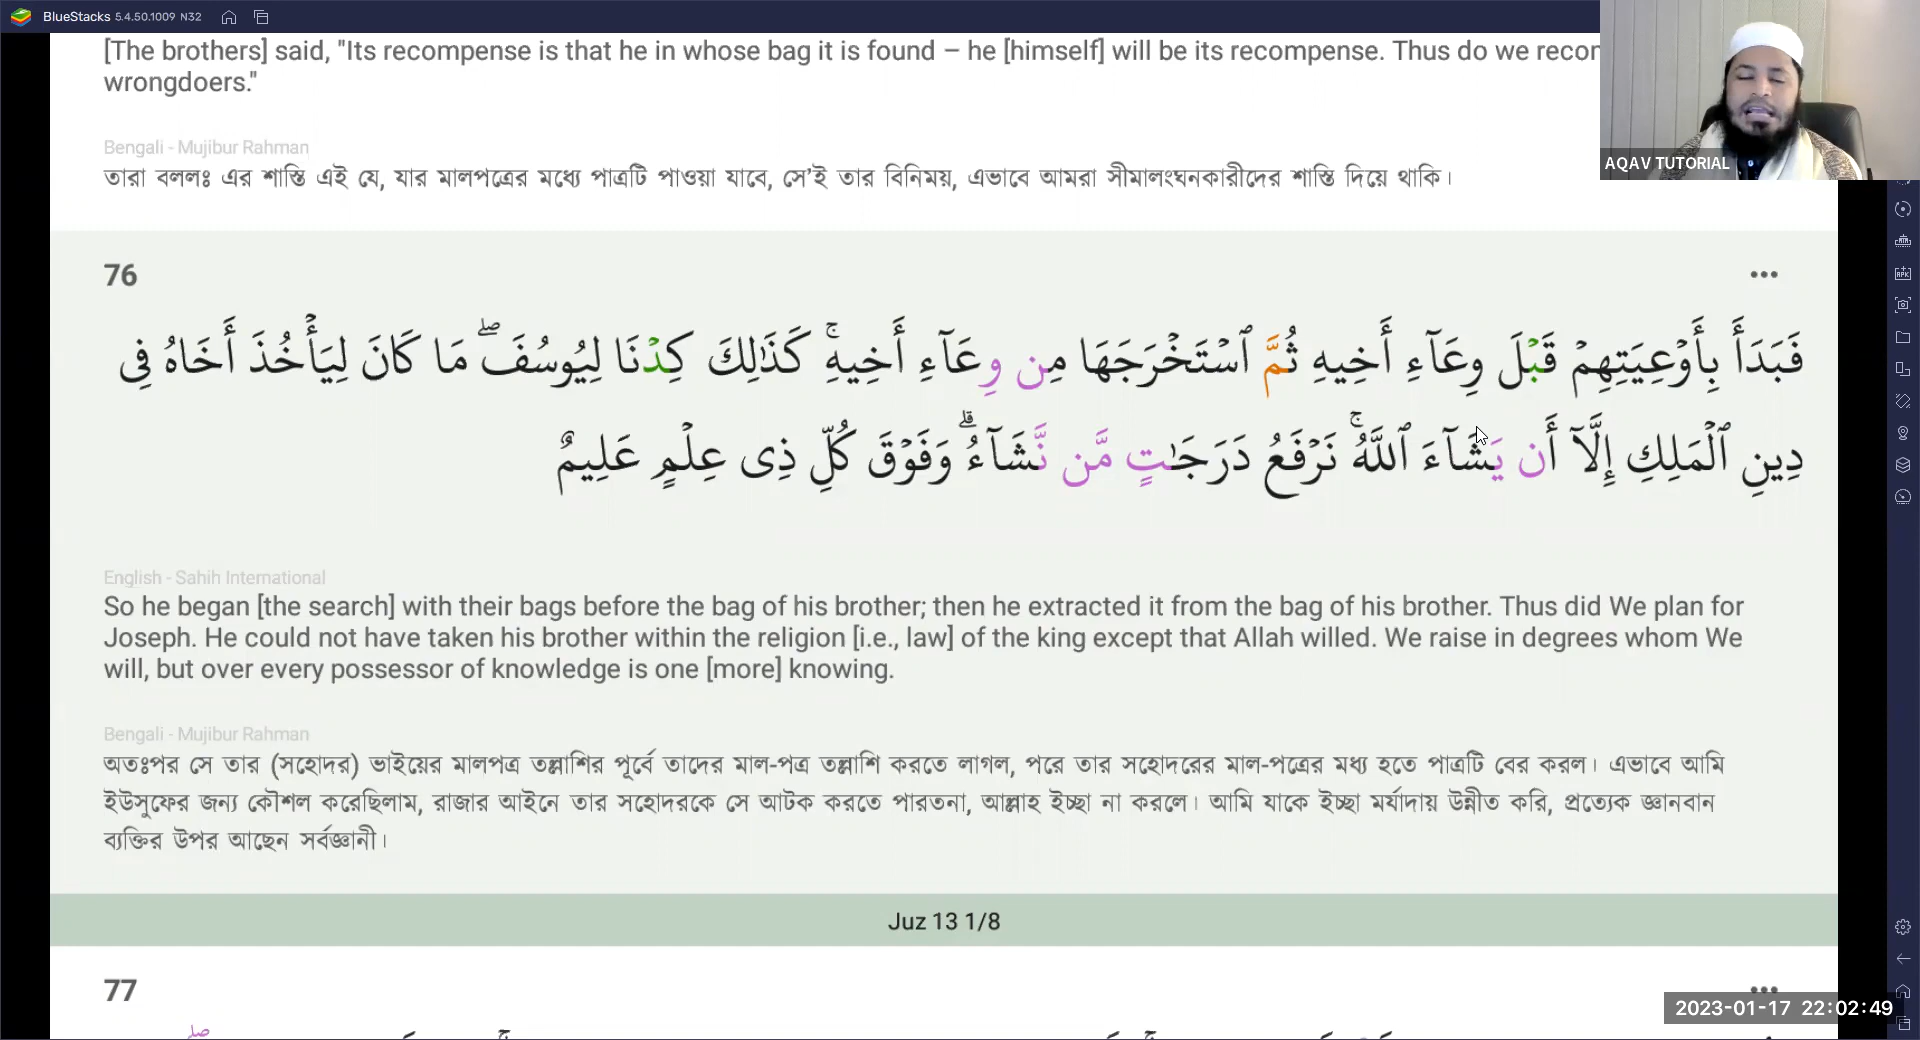 BlueStacks 5.4.50.1009 N32
[The brothers] said, "Its recompense is that he in whose bag it is found – he [himself] will be its recompense. Thus do we
wrongdoers."
Bengali - Mujibur Rahman
তারা বললঃ এর শাস্তি এই যে, যার মালপত্রের মধ্যে পাত্রটি পাওয়া যাবে, সে’ই তার বিনিময়, এভাবে আমরা সীমালংঘনকারীদের শাস্তি দিয়ে থাকি।
AQAV TUTORIAL
76
فَبَدَأَ بِأَوْعِيَتِهِمْ قَبْلَ وِعَآءِ أَخِيهِ ثُمَّ ٱسْتَخْرَجَهَا مِن وِعَآءِ أَخِيهِۚ كَذَٰلِكَ كِدْنَا لِيُوسُفَۖ مَا كَانَ لِيَأْخُذَ أَخَاهُ فِى
دِينِ ٱلْمَلِكِ إِلَّآ أَن يَشَآءَ ٱللَّهُۚ نَرْفَعُ دَرَجَٰتٍ مَّن نَّشَآءُۗ وَفَوْقَ كُلِّ ذِى عِلْمٍ عَلِيمٌ
English - Sahih International
So he began [the search] with their bags before the bag of his brother; then he extracted it from the bag of his brother. Thus did We plan for
Joseph. He could not have taken his brother within the religion [i.e., law] of the king except that Allah willed. We raise in degrees whom We
will, but over every possessor of knowledge is one [more] knowing.
Bengali - Mujibur Rahman
অতঃপর সে তার (সহোদর) ভাইয়ের মালপত্র তল্লাশির পূর্বে তাদের মাল-পত্র তল্লাশি করতে লাগল, পরে তার সহোদরের মাল-পত্রের মধ্য হতে পাত্রটি বের করল। এভাবে আমি
ইউসুফের জন্য কৌশল করেছিলাম, রাজার আইনে তার সহোদরকে সে আটক করতে পারতনা, আল্লাহ ইচ্ছা না করলে। আমি যাকে ইচ্ছা মর্যাদায় উন্নীত করি, প্রত্যেক জ্ঞানবান
ব্যক্তির উপর আছেন সর্বজ্ঞানী।
Juz 13 1/8
77
2023-01-17 22:02:49